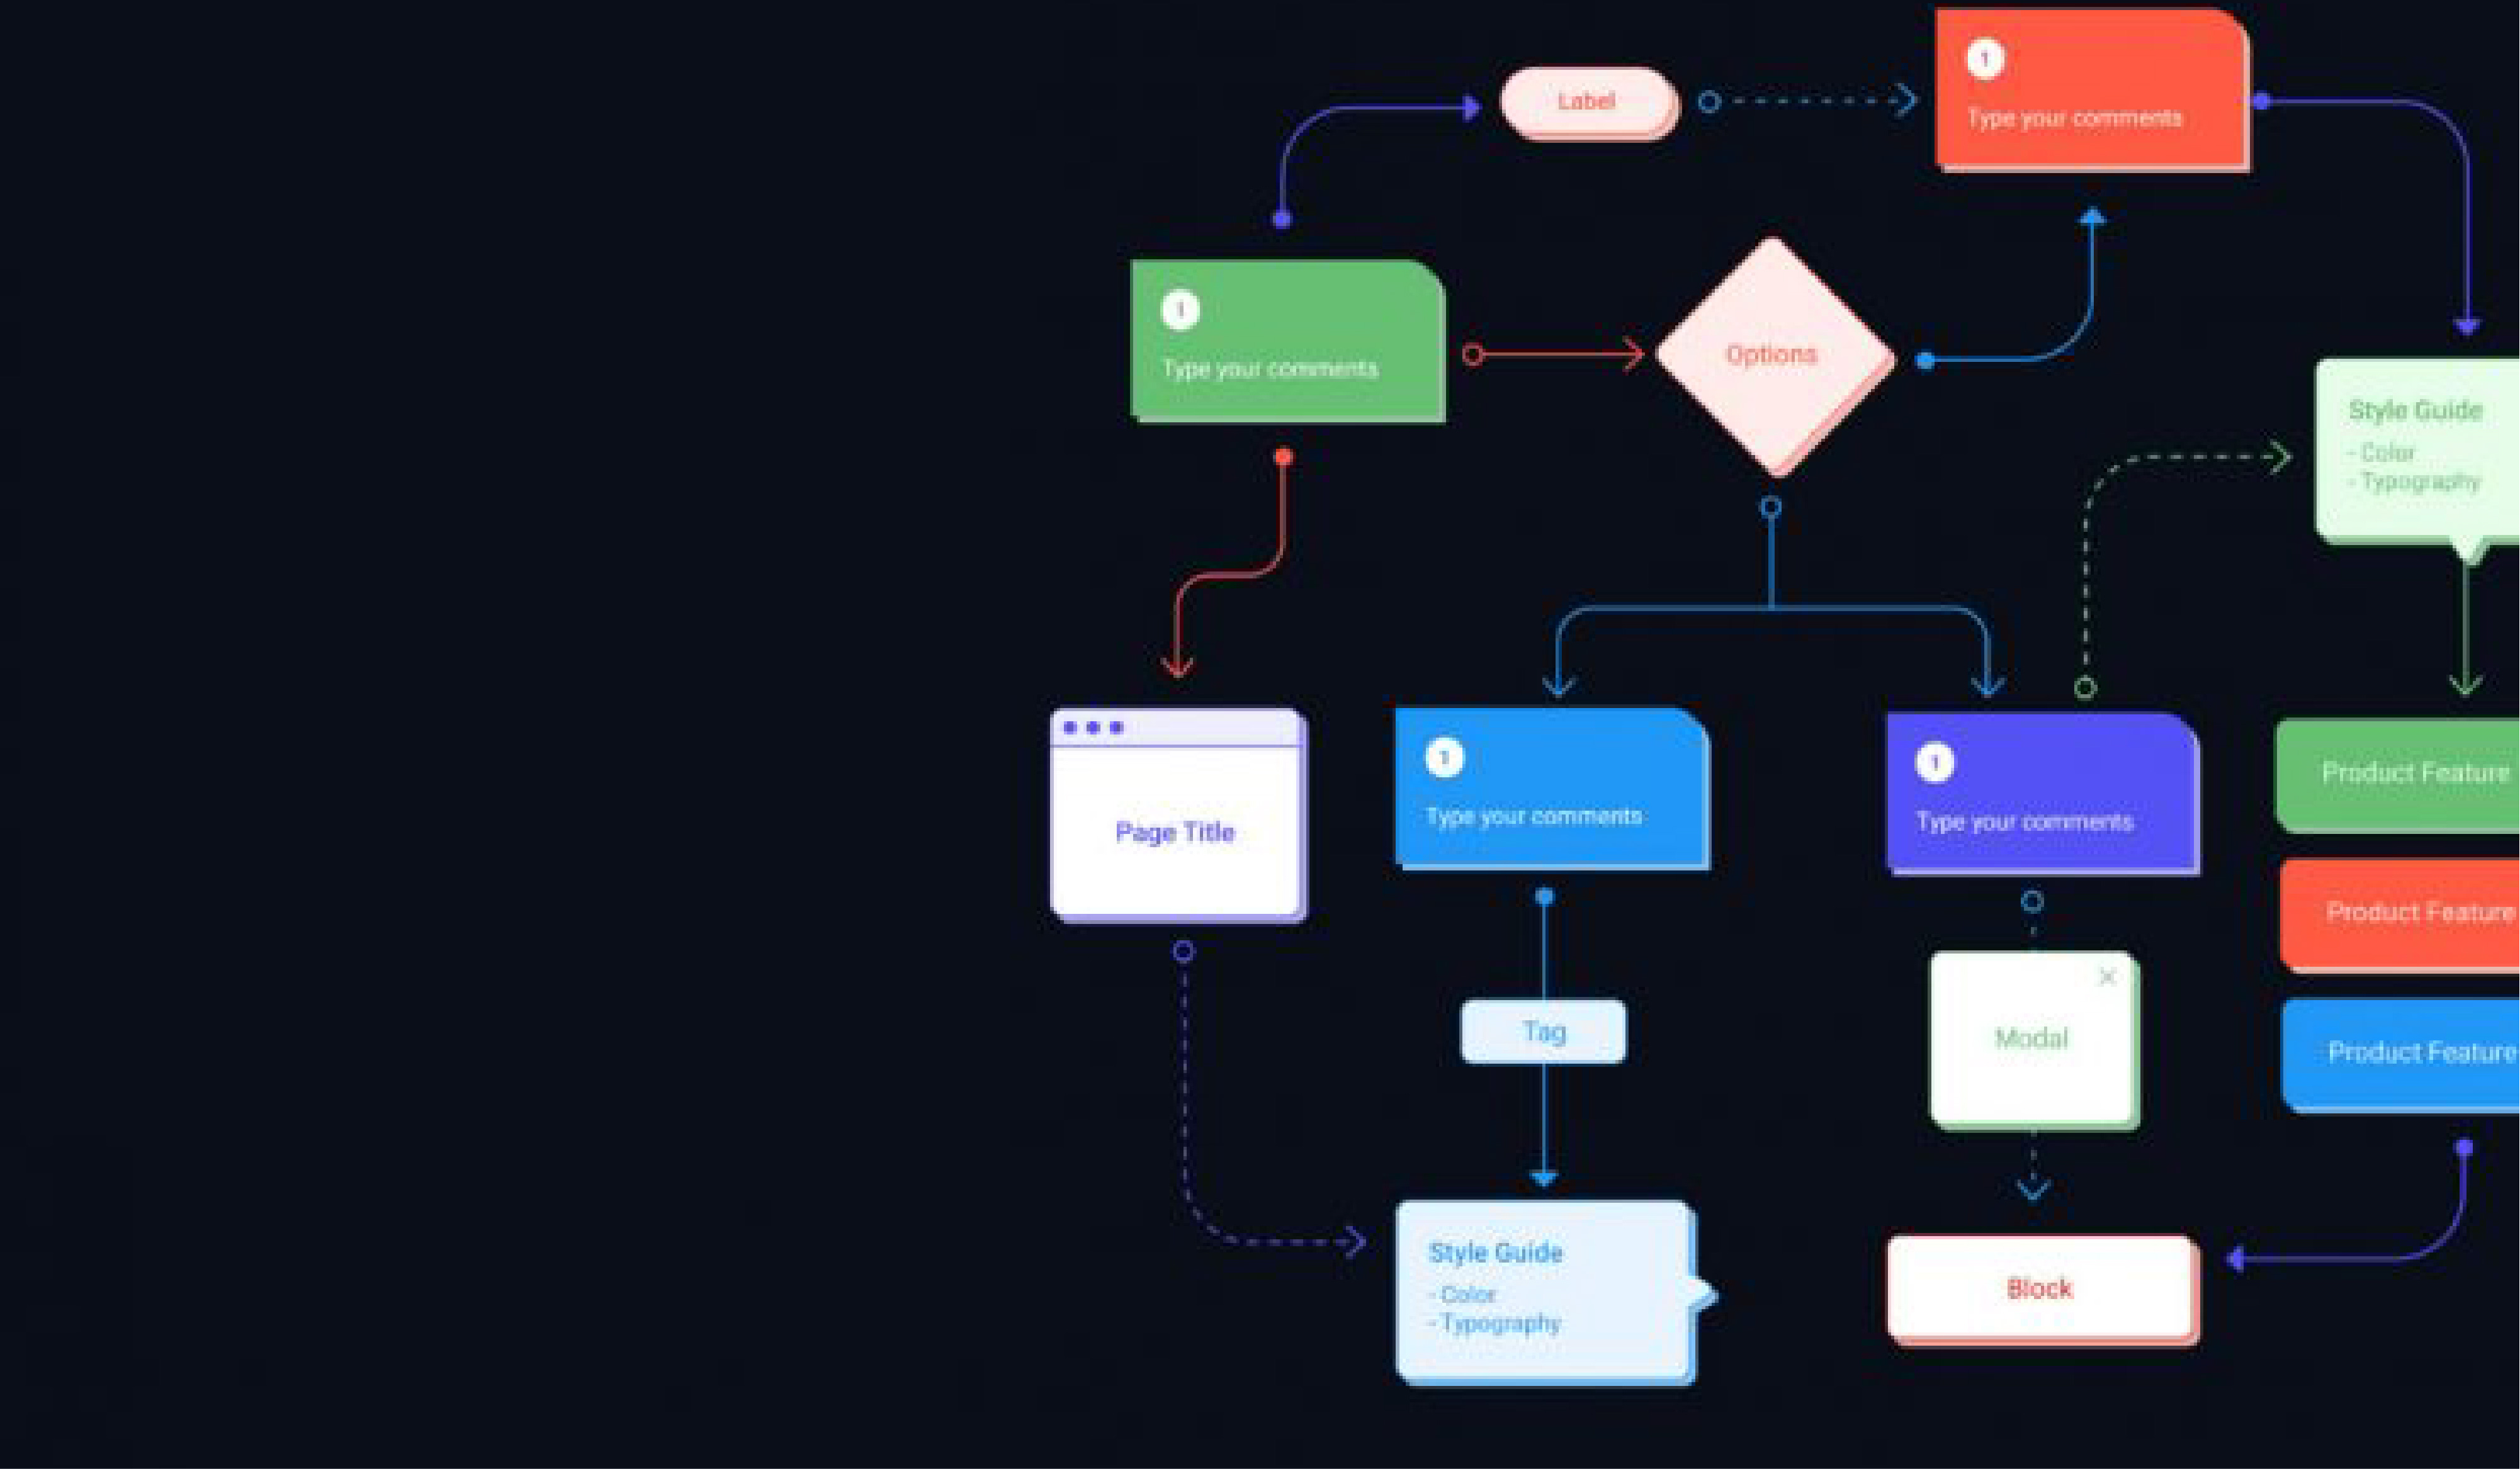 Label
1
Type your comments
1
Type your comments
Options
Style Guide
- Color
- Typography
Page Title
1
Type your comments
1
Type your comments
Product Feature
Product Feature
Product Feature
Tag
Modal
Style Guide
- Color
- Typography
Block